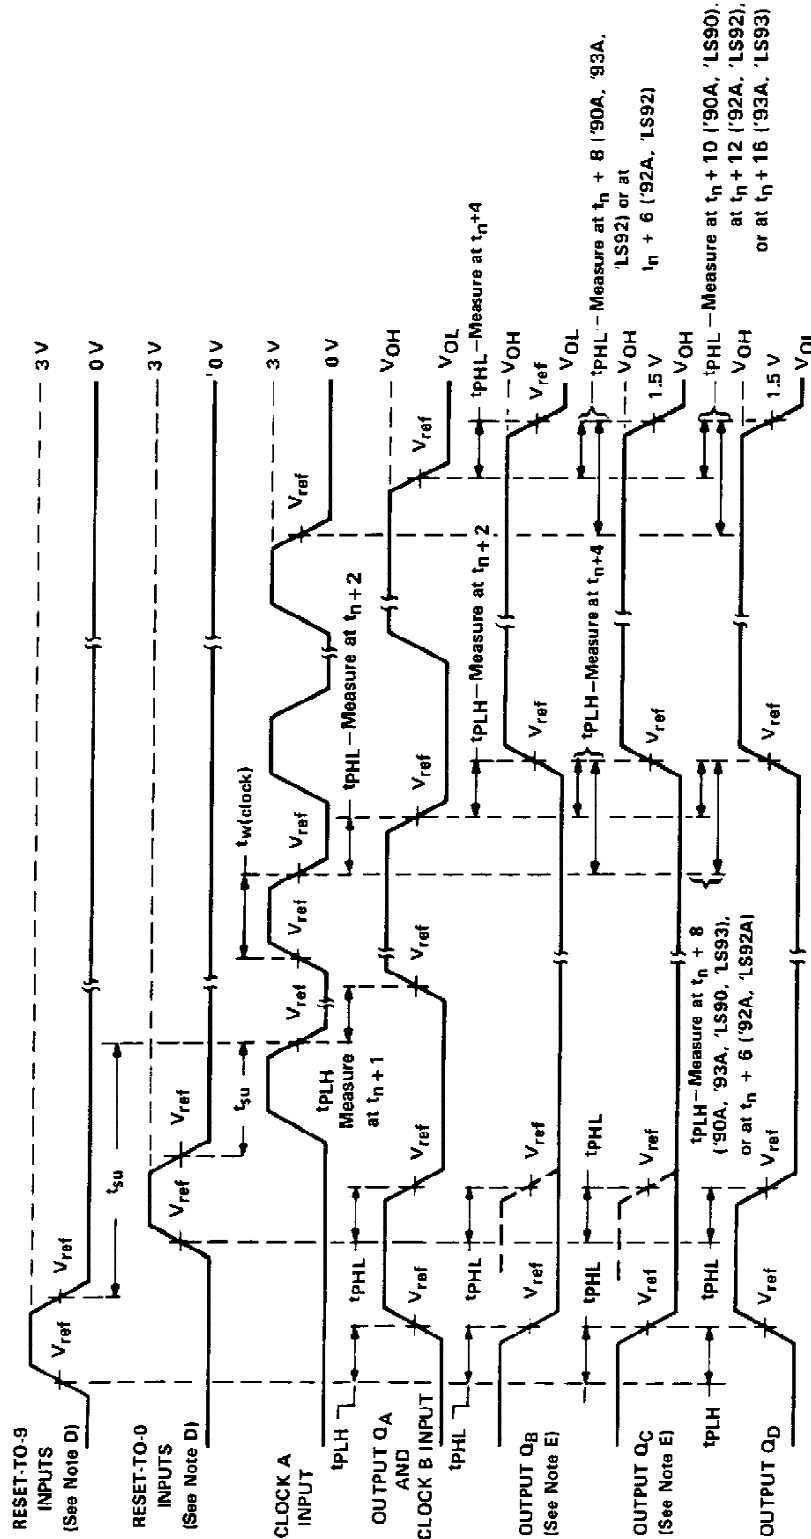 RESET-TO-9
INPUTS
(See Note D)
Vref
Vref
3 V
0 V
tsu
RESET-TO-0
INPUTS
(See Note D)
Vref
Vref
3 V
0 V
tsu
tw(clock)
CLOCK A
INPUT
Vref
Vref
Vref
Vref
3 V
0 V
tPLH
tPHL
tPLH
Measure
at tn+1
tPHL—Measure at tn+2
OUTPUT QA
AND
CLOCK B INPUT
Vref
Vref
Vref
Vref
Vref
VOH
VOL
tPHL
tPHL
tPLH—Measure at tn+2
tPHL—Measure at tn+4
OUTPUT QB
(See Note E)
Vref
Vref
Vref
Vref
VOH
VOL
tPHL
tPHL
tPLH—Measure at tn+4
tPHL—Measure at tn + 8 ('90A, '93A,
'LS92) or at
tn + 6 ('92A, 'LS92)
OUTPUT QC
(See Note E)
Vref
Vref
Vref
1.5 V
VOH
VOH
tPLH
tPHL
tPLH—Measure at tn + 8
('90A, '93A, 'LS90, 'LS93),
or at tn + 6 ('92A, 'LS92A)
tPHL—Measure at tn + 10 ('90A, 'LS90).
at tn + 12 ('92A, 'LS92),
or at tn + 16 ('93A, 'LS93)
OUTPUT QD
Vref
Vref
Vref
1.5 V
VOH
VOL